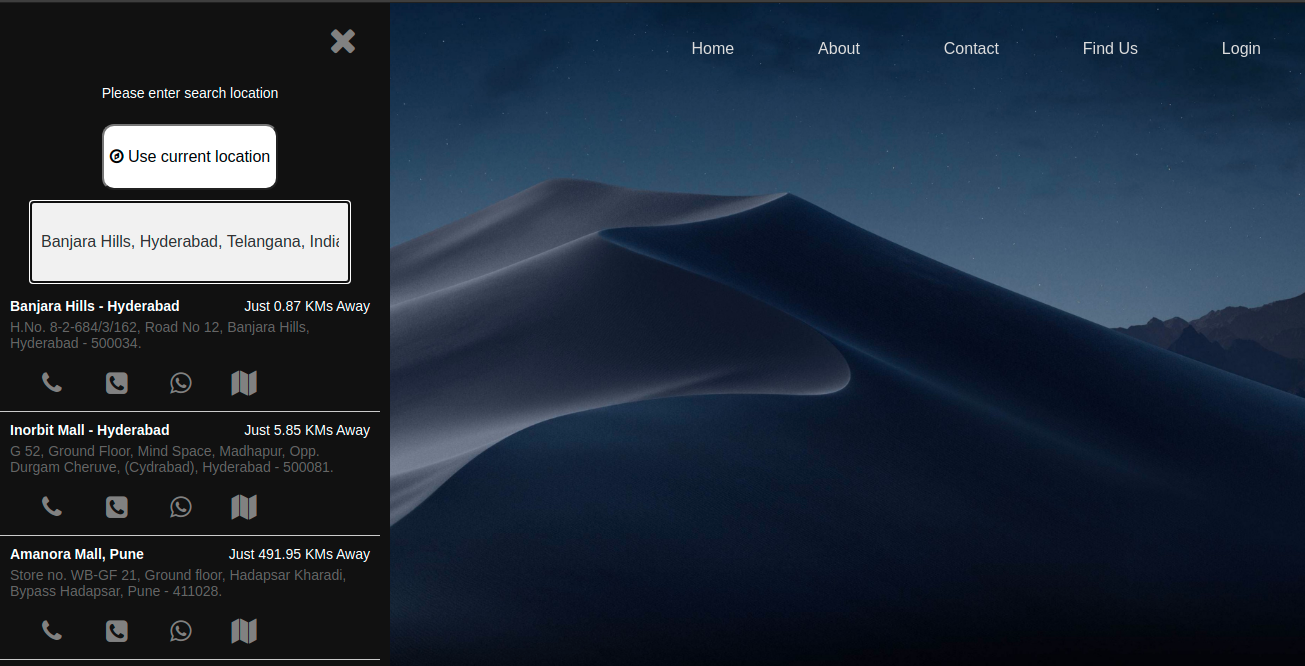 Home About Contact Find Us Login
Please enter search location
Use current location
Banjara Hills, Hyderabad, Telangana, India
Banjara Hills - Hyderabad Just 0.87 KMs Away
H.No. 8-2-684/3/162, Road No 12, Banjara Hills,
Hyderabad - 500034.
Inorbit Mall - Hyderabad Just 5.85 KMs Away
G 52, Ground Floor, Mind Space, Madhapur, Opp.
Durgam Cheruve, (Cydrabad), Hyderabad - 500081.
Amanora Mall, Pune Just 491.95 KMs Away
Store no. WB-GF 21, Ground floor, Hadapsar Kharadi,
Bypass Hadapsar, Pune - 411028.